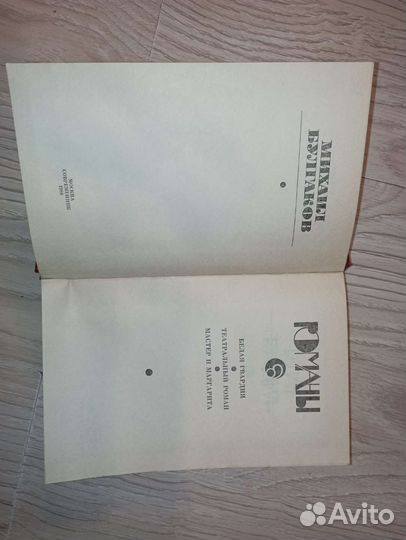 МИХАИЛ
БУЛГАКОВ
МОСКВА
СОВРЕМЕННИК
РОМАНЫ
БЕЛАЯ ГВАРДИЯ
ТЕАТРАЛЬНЫЙ РОМАН
МАСТЕР И МАРГАРИТА
Avito